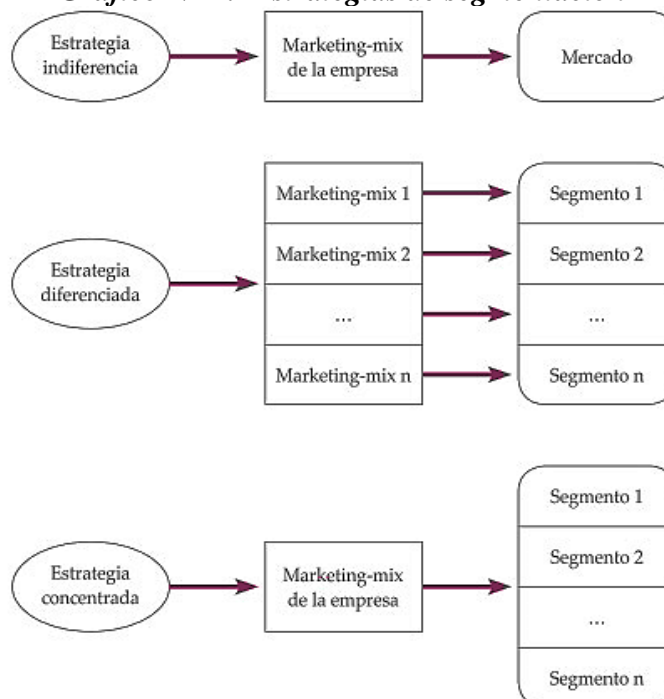 Estrategia
indiferencia
Marketing-mix
de la empresa
Mercado
Estrategia
diferenciada
Marketing-mix 1
Segmento 1
Marketing-mix 2
Segmento 2
...
...
Marketing-mix n
Segmento n
Estrategia
concentrada
Marketing-mix
de la empresa
Segmento 1
Segmento 2
...
Segmento n